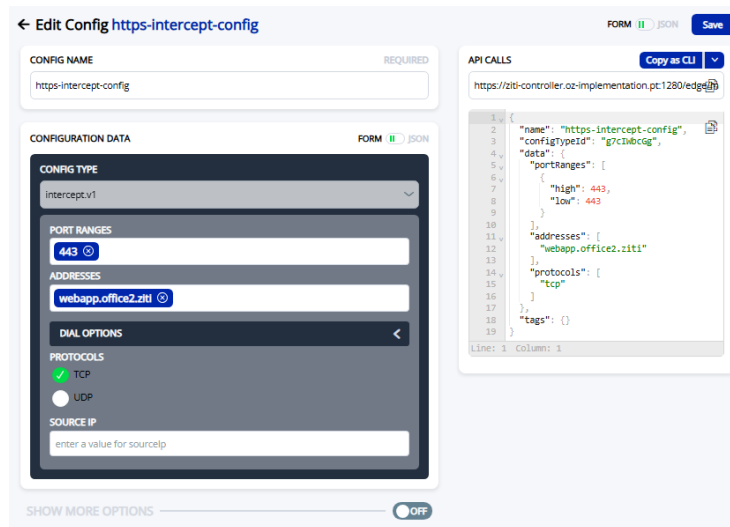 ← Edit Config https-intercept-config
FORM JSON
Save
CONFIG NAME
REQUIRED
https-intercept-config
CONFIGURATION DATA
FORM JSON
CONFIG TYPE
intercept.v1
PORT RANGES
443
ADDRESSES
webapp.office2.ziti
DIAL OPTIONS
PROTOCOLS
TCP
UDP
SOURCE IP
enter a value for sourceIp
SHOW MORE OPTIONS
OFF
API CALLS
Copy as CLI
https://ziti-controller.oz-implementation.pt:1280/edge/m
1 {
2 "name": "https-intercept-config",
3 "configTypeId": "g7cIWbcGg",
4 "data": {
5 "portRanges": [
6 {
7 "high": 443,
8 "low": 443
9 }
10 ],
11 "addresses": [
12 "webapp.office2.ziti"
13 ],
14 "protocols": [
15 "tcp"
16 ]
17 },
18 "tags": {}
19 }
Line: 1 Column: 1